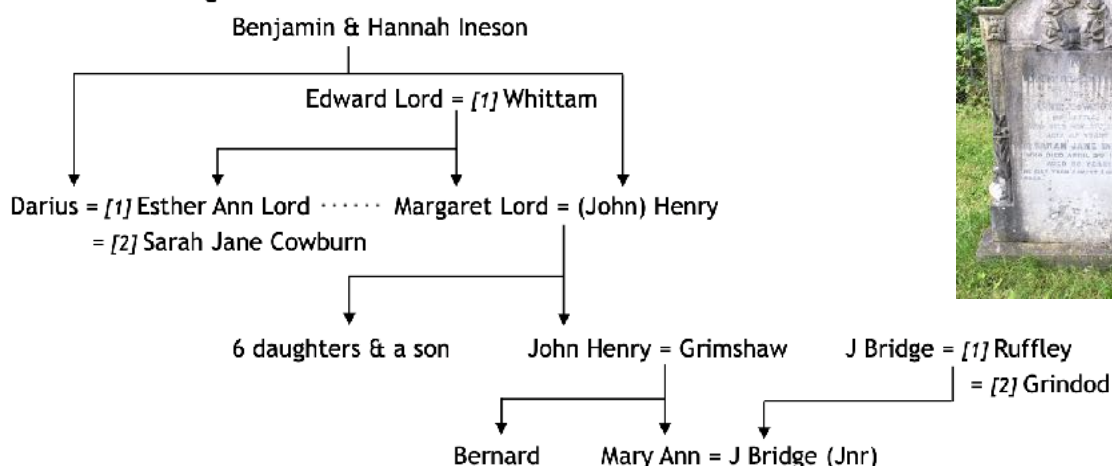 Benjamin & Hannah Ineson
Edward Lord = [1] Whittam
Darius = [1] Esther Ann Lord ...... Margaret Lord = (John) Henry
= [2] Sarah Jane Cowburn
6 daughters & a son
John Henry = Grimshaw
J Bridge = [1] Ruffley
= [2] Grindod
Bernard
Mary Ann = J Bridge (Jnr)
SARAH JANE